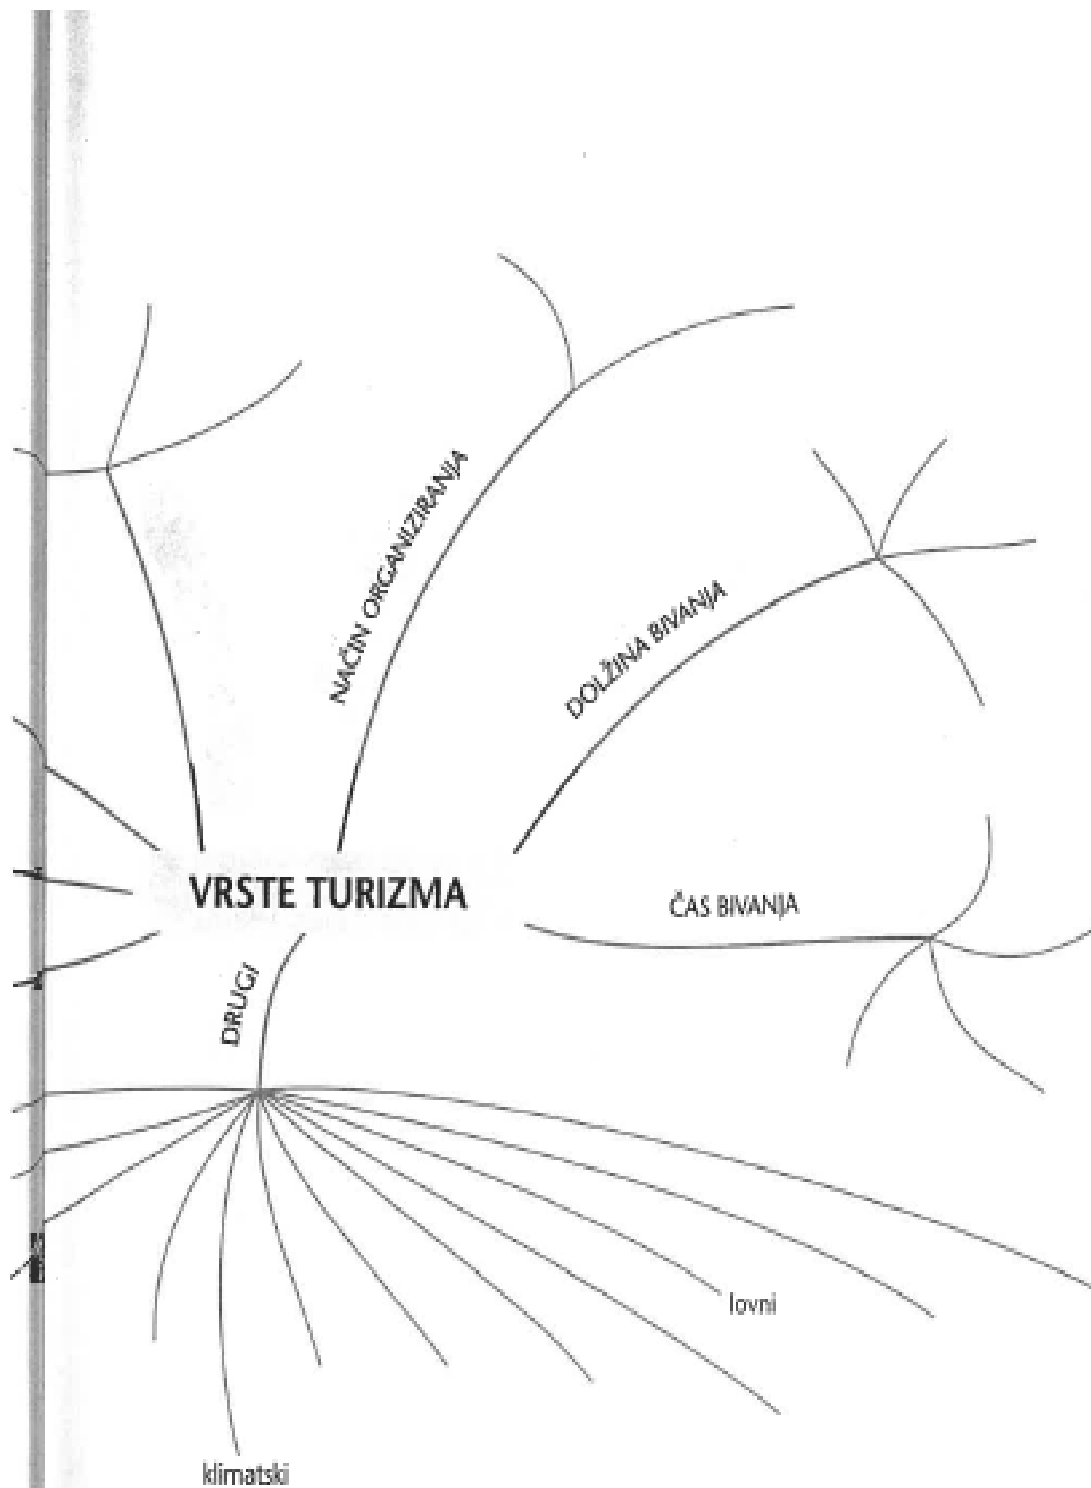 NAČIN ORGANIZIRANJA
DOLŽINA BIVANJA
VRSTE TURIZMA
ČAS BIVANJA
DRUGI
lovni
klimatski